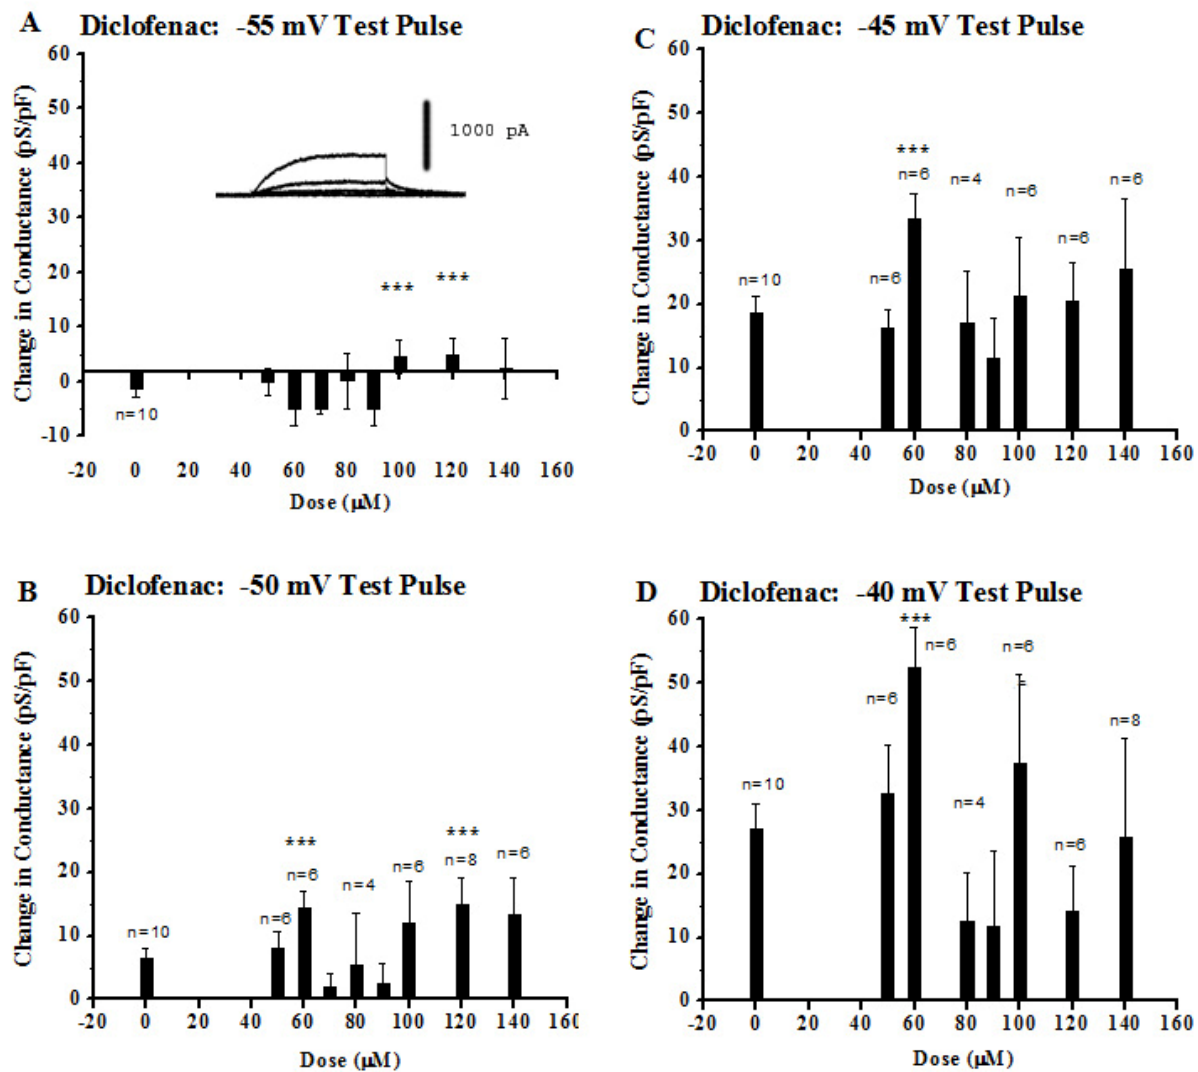 A
Diclofenac: -55 mV Test Pulse
Change in Conductance (pS/pF)
60
50
40
30
20
10
0
-10
1000 pA
***
***
n=10
-20 0 20 40 60 80 100 120 140 160
Dose (μM)
B
Diclofenac: -50 mV Test Pulse
Change in Conductance (pS/pF)
60
50
40
30
20
10
0
***
***
n=10
n=6
n=6
n=4
n=6
n=8
n=6
-20 0 20 40 60 80 100 120 140 160
Dose (μM)
C
Diclofenac: -45 mV Test Pulse
Change in Conductance (pS/pF)
60
50
40
30
20
10
0
***
n=10
n=6
n=6
n=4
n=6
n=6
n=6
-20 0 20 40 60 80 100 120 140 160
Dose (μM)
D
Diclofenac: -40 mV Test Pulse
Change in Conductance (pS/pF)
60
50
40
30
20
10
0
***
n=10
n=6
n=6
n=4
n=6
n=6
n=8
-20 0 20 40 60 80 100 120 140 160
Dose (μM)